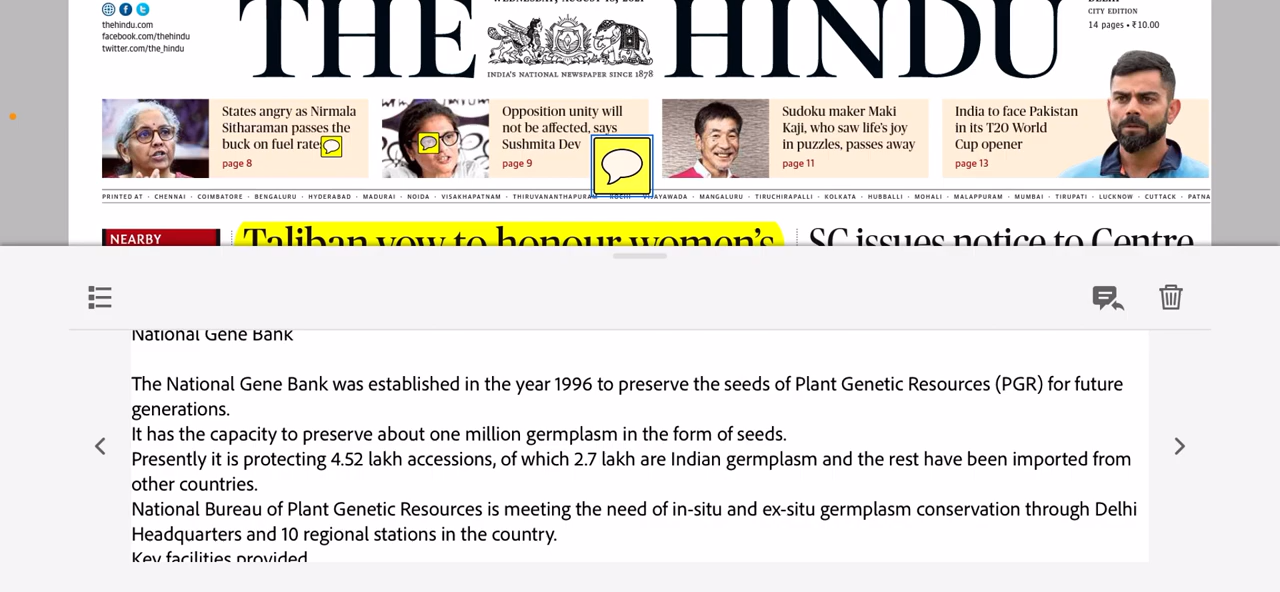 WEDNESDAY, AUGUST 18, 2021
DELHI
THE HINDU
CITY EDITION
14 pages • ₹10.00
thehindu.com
facebook.com/thehindu
twitter.com/the_hindu
INDIA'S NATIONAL NEWSPAPER SINCE 1878
States angry as Nirmala
Sitharaman passes the
buck on fuel rate
page 8
Opposition unity will
not be affected, says
Sushmita Dev
page 9
Sudoku maker Maki
Kaji, who saw life's joy
in puzzles, passes away
page 11
India to face Pakistan
in its T20 World
Cup opener
page 13
PRINTED AT · CHENNAI · COIMBATORE · BENGALURU · HYDERABAD · MADURAI · NOIDA · VISAKHAPATNAM · THIRUVANANTHAPURAM · KOCHI · VIJAYAWADA · MANGALURU · TIRUCHIRAPALLI · KOLKATA · HUBBALLI · MOHALI · MALAPPURAM · MUMBAI · TIRUPATI · LUCKNOW · CUTTACK · PATNA
NEARBY
Taliban vow to honour women's
SC issues notice to Centre
National Gene Bank
The National Gene Bank was established in the year 1996 to preserve the seeds of Plant Genetic Resources (PGR) for future
generations.
It has the capacity to preserve about one million germplasm in the form of seeds.
Presently it is protecting 4.52 lakh accessions, of which 2.7 lakh are Indian germplasm and the rest have been imported from
other countries.
National Bureau of Plant Genetic Resources is meeting the need of in-situ and ex-situ germplasm conservation through Delhi
Headquarters and 10 regional stations in the country.
Key facilities provided